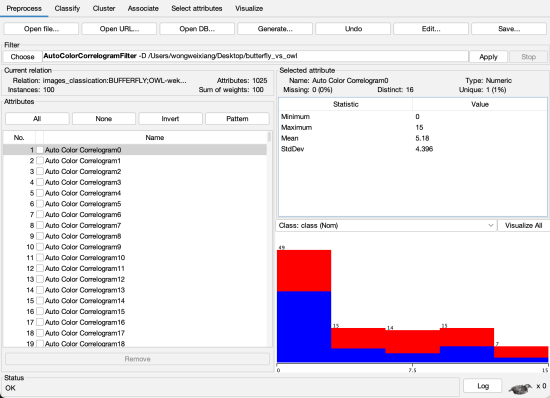 Preprocess Classify Cluster Associate Select attributes Visualize
Open file... Open URL... Open DB... Generate... Undo Edit... Save...
Filter
Choose AutoColorCorrelogramFilter -D /Users/wongweixiang/Desktop/butterfly_vs_owl Apply Stop
Current relation
Relation: images_classication:BUFFERFLY;OWL-wek... Attributes: 1025
Instances: 100 Sum of weights: 100
Attributes
All None Invert Pattern
No. Name
1 Auto Color Correlogram0
2 Auto Color Correlogram1
3 Auto Color Correlogram2
4 Auto Color Correlogram3
5 Auto Color Correlogram4
6 Auto Color Correlogram5
7 Auto Color Correlogram6
8 Auto Color Correlogram7
9 Auto Color Correlogram8
10 Auto Color Correlogram9
11 Auto Color Correlogram10
12 Auto Color Correlogram11
13 Auto Color Correlogram12
14 Auto Color Correlogram13
15 Auto Color Correlogram14
16 Auto Color Correlogram15
17 Auto Color Correlogram16
18 Auto Color Correlogram17
19 Auto Color Correlogram18
Remove
Selected attribute
Name: Auto Color Correlogram0 Type: Numeric
Missing: 0 (0%) Distinct: 16 Unique: 1 (1%)
Statistic Value
Minimum 0
Maximum 15
Mean 5.18
StdDev 4.396
Class: class (Nom) Visualize All
49
15
14
15
7
0 7.5 15
Status
OK
Log x 0